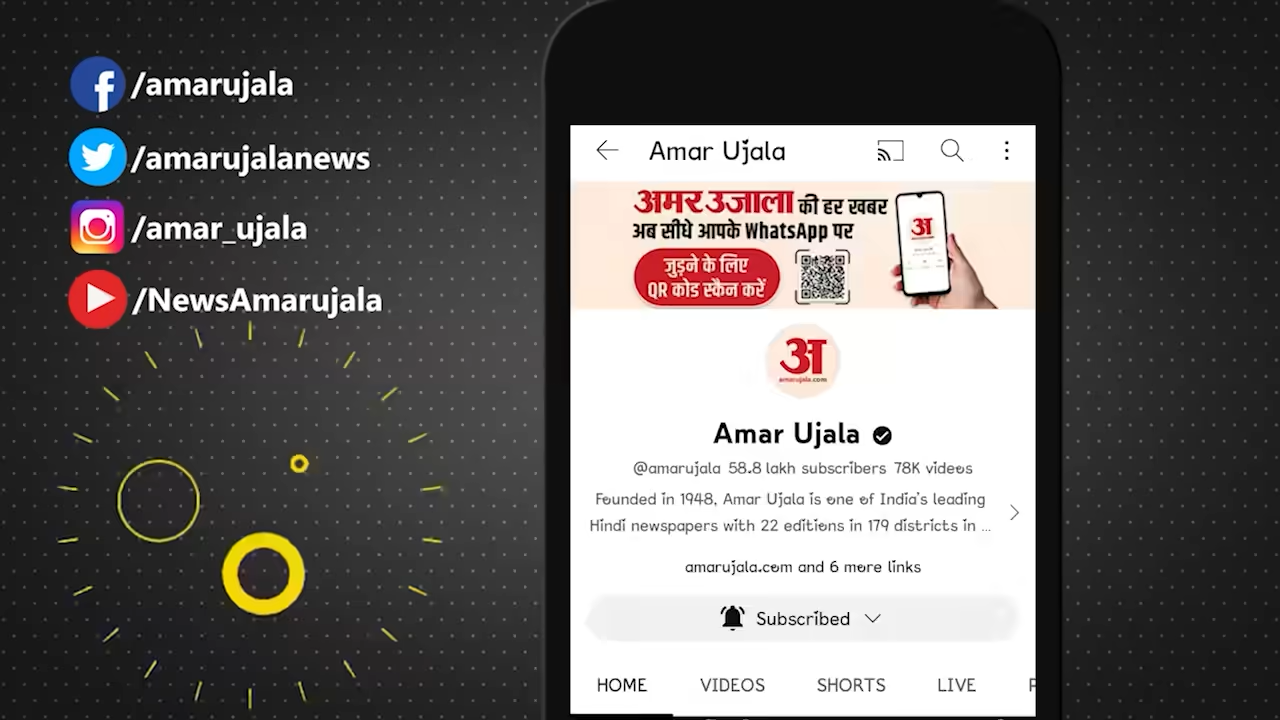 /amarujala
/amarujalanews
/amar_ujala
/NewsAmarujala
Amar Ujala
अमर उजाला की हर खबर
अब सीधे आपके WhatsApp पर
जुड़ने के लिए
QR कोड स्कैन करें
अ
अ
amarujala.com
Amar Ujala
@amarujala 58.8 lakh subscribers 78K videos
Founded in 1948, Amar Ujala is one of India's leading
Hindi newspapers with 22 editions in 179 districts in ...
amarujala.com and 6 more links
Subscribed
HOME VIDEOS SHORTS LIVE